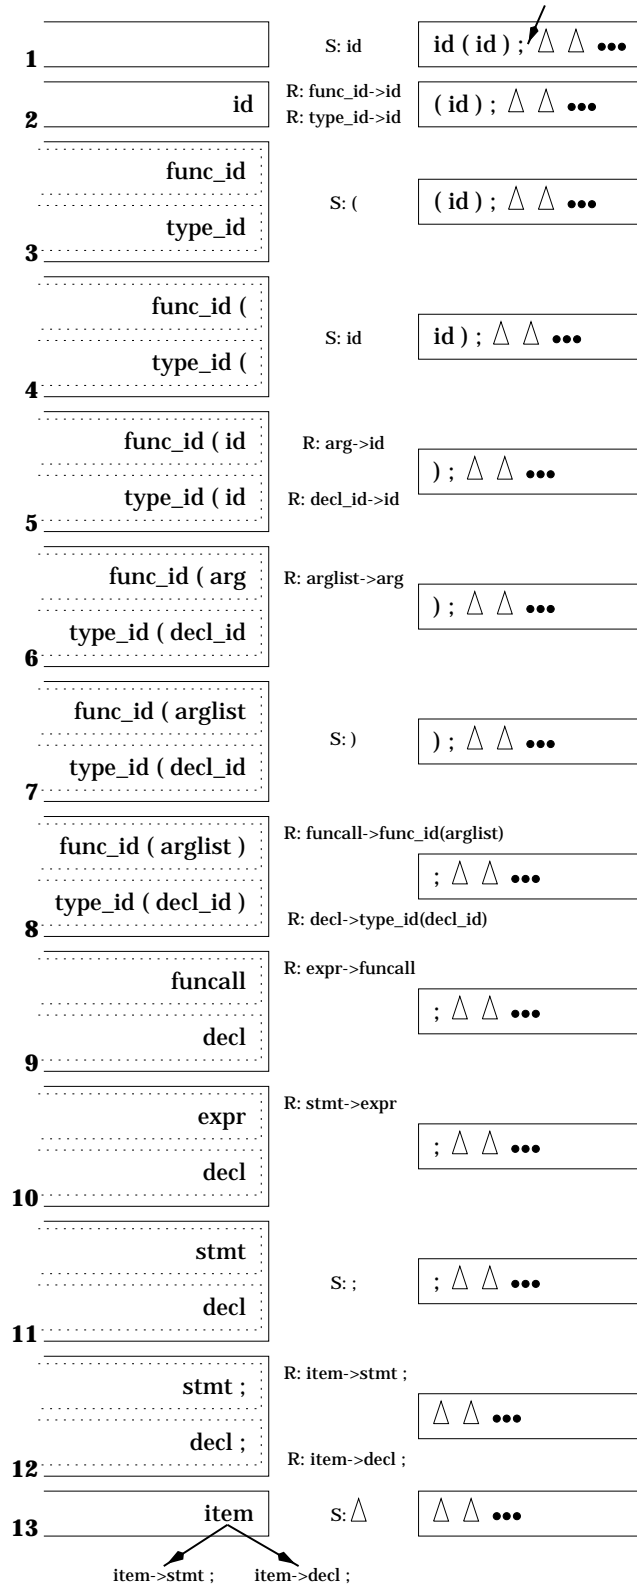 1 S: id id ( id ) ; △ △ •••
2 id R: func_id->id R: type_id->id ( id ) ; △ △ •••
3 func_id type_id S: ( ( id ) ; △ △ •••
4 func_id ( type_id ( S: id id ) ; △ △ •••
5 func_id ( id type_id ( id R: arg->id R: decl_id->id ) ; △ △ •••
6 func_id ( arg type_id ( decl_id R: arglist->arg ) ; △ △ •••
7 func_id ( arglist type_id ( decl_id S: ) ) ; △ △ •••
8 func_id ( arglist ) type_id ( decl_id ) R: funcall->func_id(arglist) R: decl->type_id(decl_id) ; △ △ •••
9 funcall decl R: expr->funcall ; △ △ •••
10 expr decl R: stmt->expr ; △ △ •••
11 stmt decl S: ; ; △ △ •••
12 stmt ; decl ; R: item->stmt ; R: item->decl ; △ △ •••
13 item S: △ △ △ •••
item->stmt ; item->decl ;